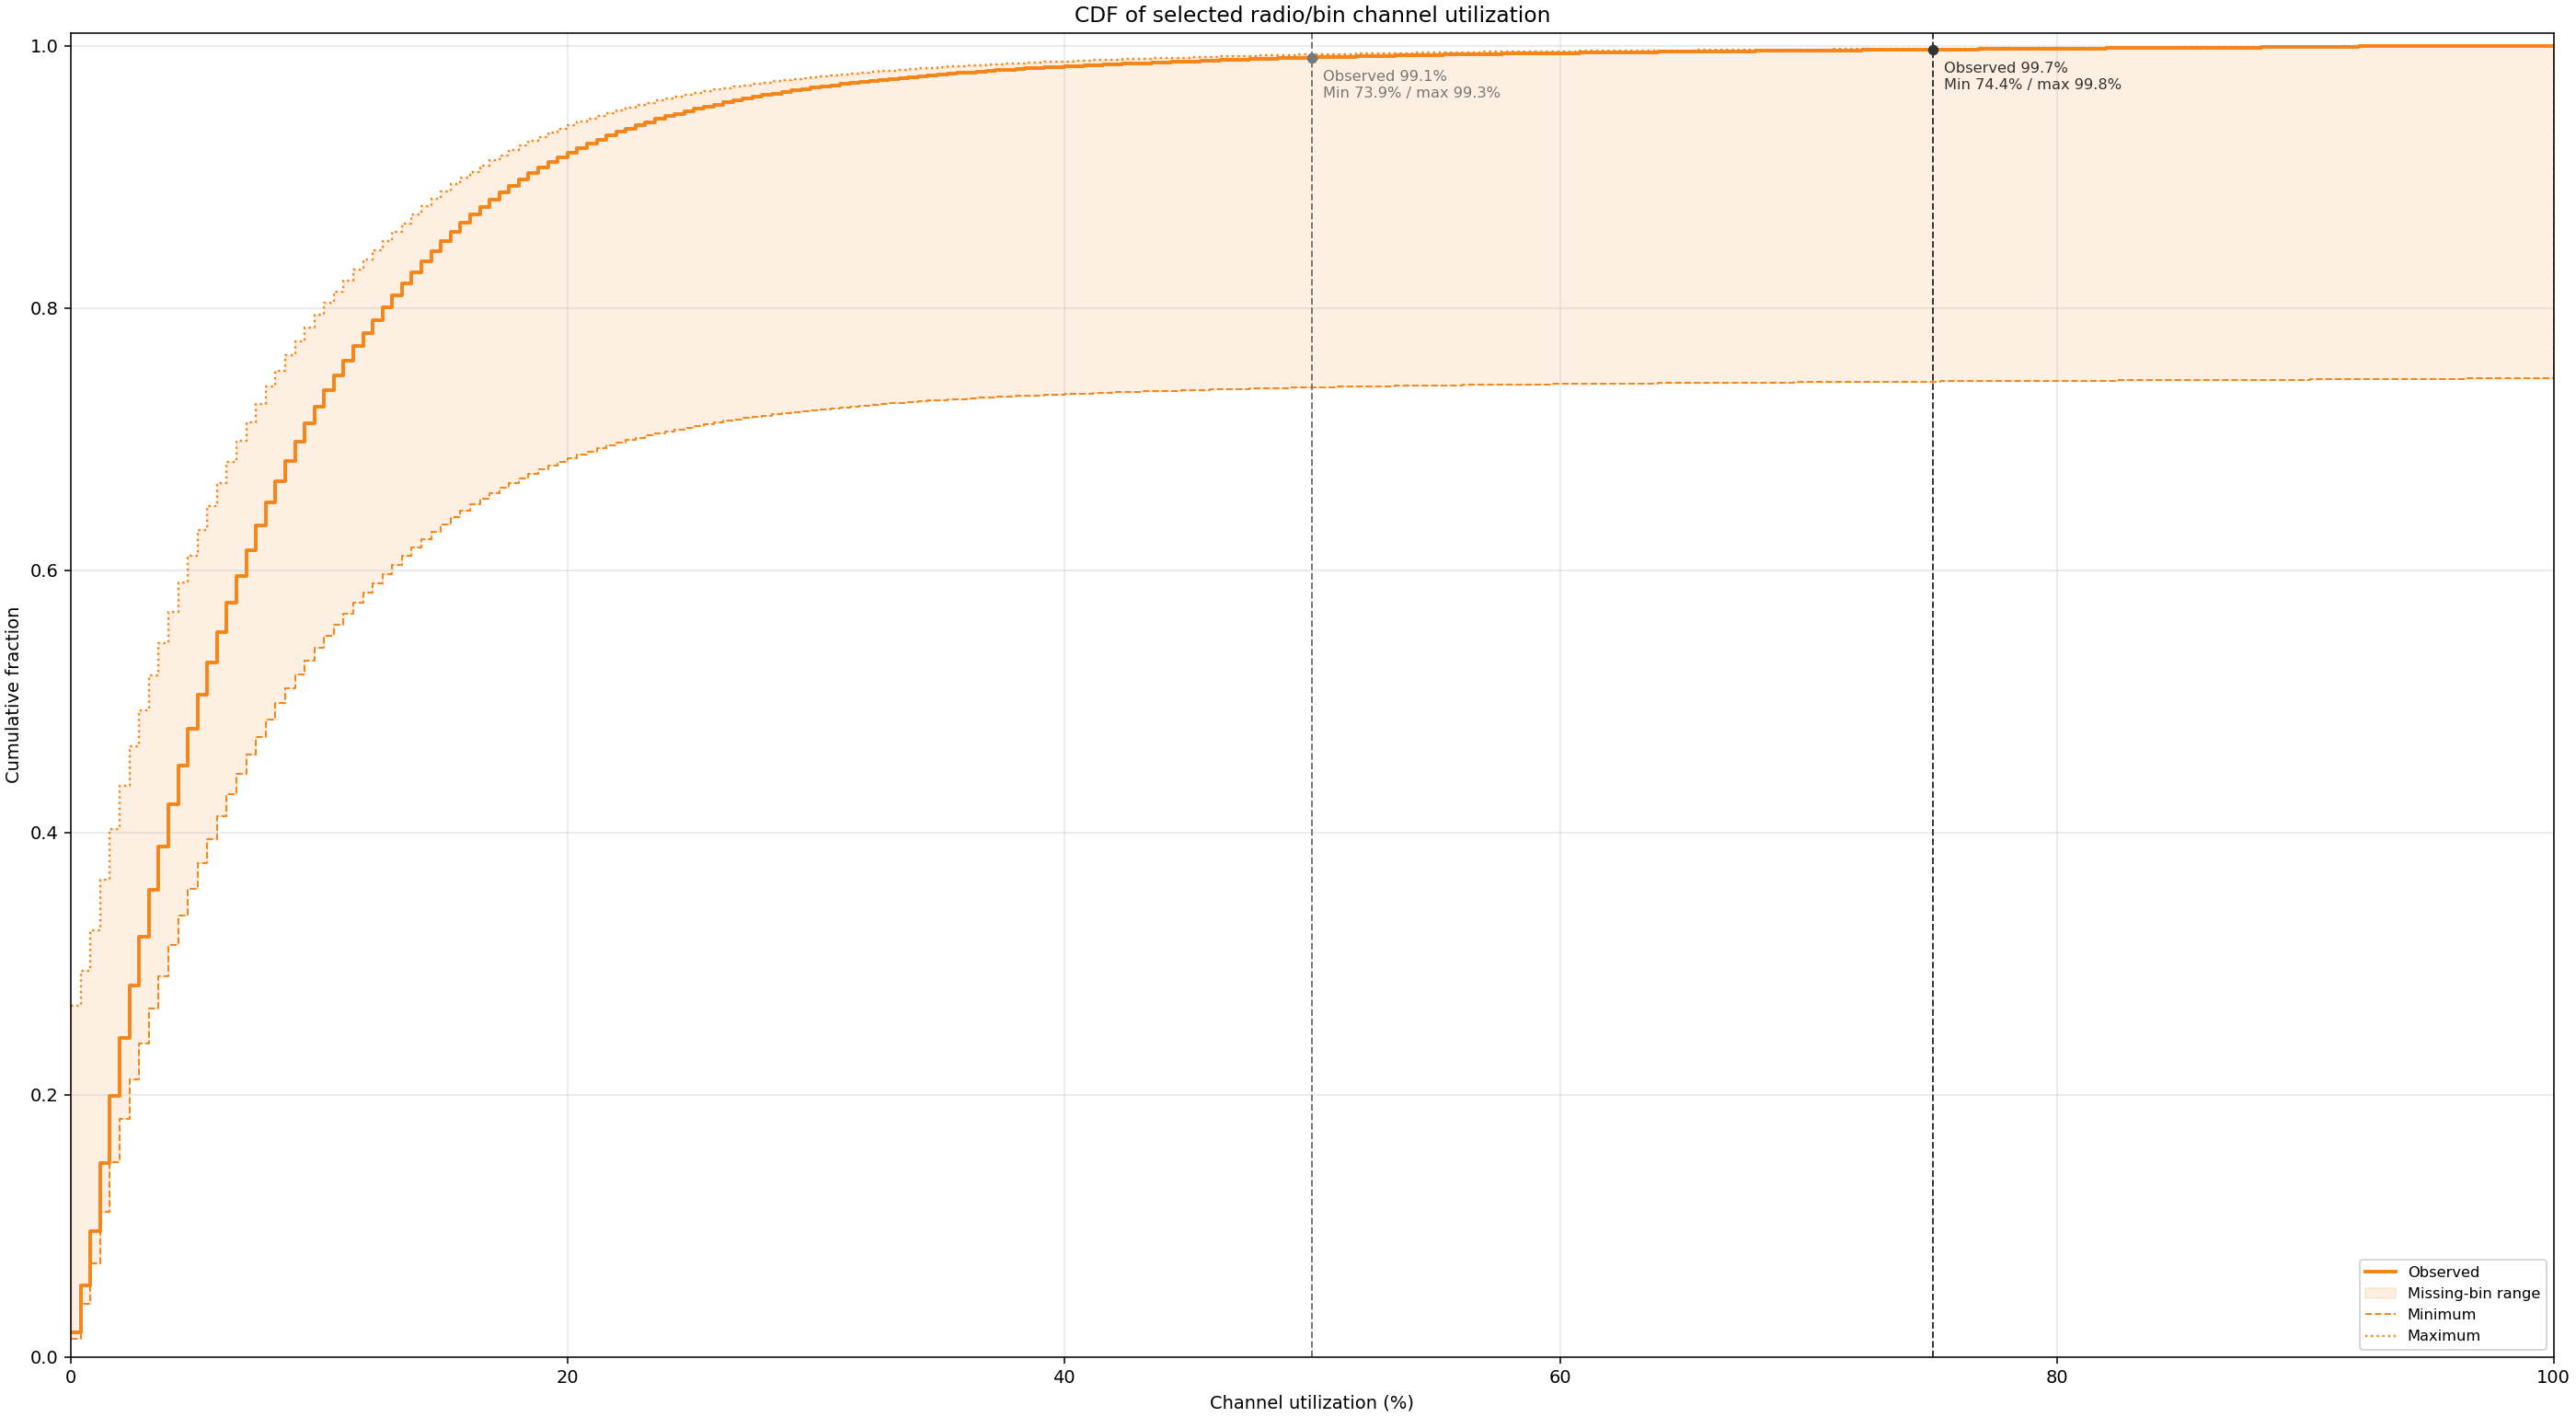 CDF of selected radio/bin channel utilization
1.0
0.8
0.6
0.4
0.2
0.0
Cumulative fraction
Observed 99.1%
Min 73.9% / max 99.3%
Observed 99.7%
Min 74.4% / max 99.8%
Observed
Missing-bin range
Minimum
Maximum
0 20 40 60 80 100
Channel utilization (%)